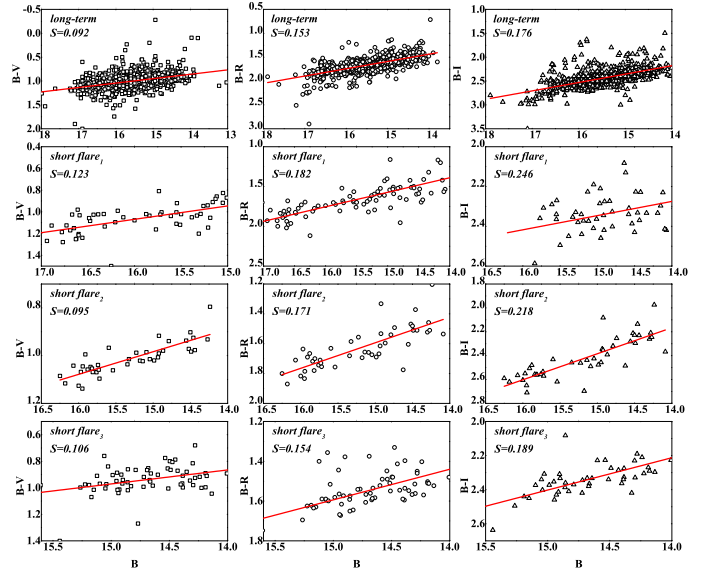 -0.5
0.0
0.5
1.0
1.5
2.0
B-V
long-term
S=0.092
18 17 16 15 14 13
1.0
1.5
2.0
2.5
3.0
B-R
long-term
S=0.153
18 17 16 15 14
1.0
1.5
2.0
2.5
3.0
3.5
B-I
long-term
S=0.176
18 17 16 15 14
0.4
0.6
0.8
1.0
1.2
1.4
B-V
short flare1
S=0.123
17.0 16.5 16.0 15.5 15.0
1.0
1.5
2.0
2.5
B-R
short flare1
S=0.182
17.0 16.5 16.0 15.5 15.0 14.5 14.0
2.0
2.2
2.4
2.6
B-I
short flare1
S=0.246
16.5 16.0 15.5 15.0 14.5 14.0
0.8
1.0
1.2
B-V
short flare2
S=0.095
16.5 16.0 15.5 15.0 14.5 14.0
1.2
1.4
1.6
1.8
2.0
B-R
short flare2
S=0.171
16.5 16.0 15.5 15.0 14.5 14.0
2.0
2.2
2.4
2.6
2.8
B-I
short flare2
S=0.218
16.5 16.0 15.5 15.0 14.5 14.0
0.6
0.8
1.0
1.2
1.4
B-V
short flare3
S=0.106
15.5 15.0 14.5 14.0
B
1.2
1.4
1.6
1.8
B-R
short flare3
S=0.154
15.5 15.0 14.5 14.0
B
2.0
2.2
2.4
2.6
B-I
short flare3
S=0.189
15.5 15.0 14.5 14.0
B